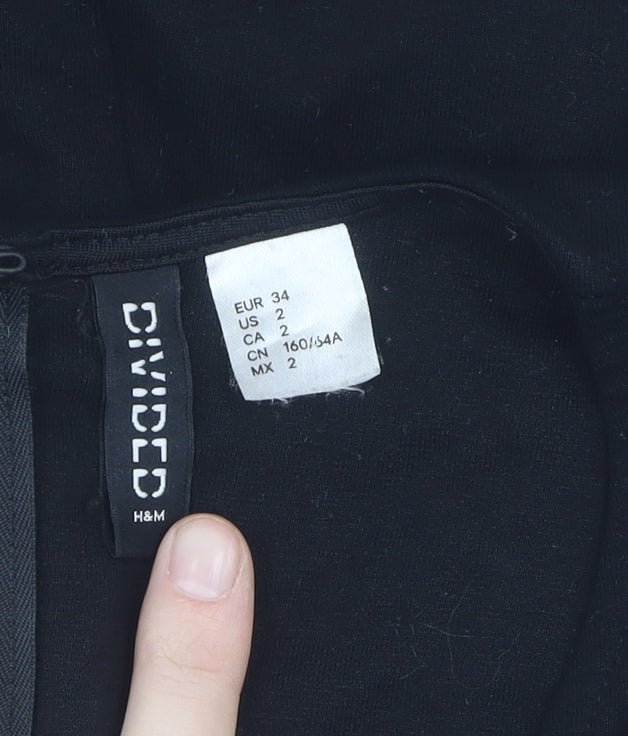 DIVIDED
H&M
EUR 34
US 2
CA 2
CN
MX 2